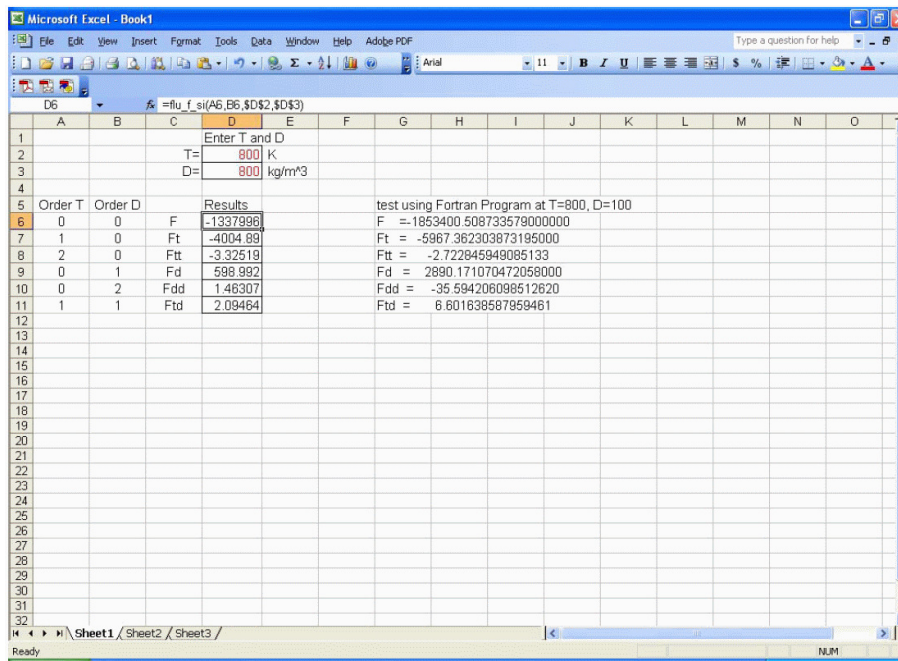 Microsoft Excel - Book1
File Edit View Insert Format Tools Data Window Help Adobe PDF Type a question for help
Arial 11 B I U $ %
D6 fx =flu_f_si(A6,B6,$D$2,$D$3)
A B C D E F G H I J K L M N O
1 Enter T and D
2 T= 800 K
3 D= 800 kg/m^3
4
5 Order T Order D Results test using Fortran Program at T=800, D=100
6 0 0 F -1337996 F =-1853400.508733579000000
7 1 0 Ft -4004.89 Ft = -5967.362303873195000
8 2 0 Ftt -3.32519 Ftt = -2.722845949085133
9 0 1 Fd 598.992 Fd = 2890.171070472058000
10 0 2 Fdd 1.46307 Fdd = -35.594206098512620
11 1 1 Ftd 2.09464 Ftd = 6.601638587959461
12
13
14
15
16
17
18
19
20
21
22
23
24
25
26
27
28
29
30
31
32
Sheet1 Sheet2 Sheet3
Ready NUM